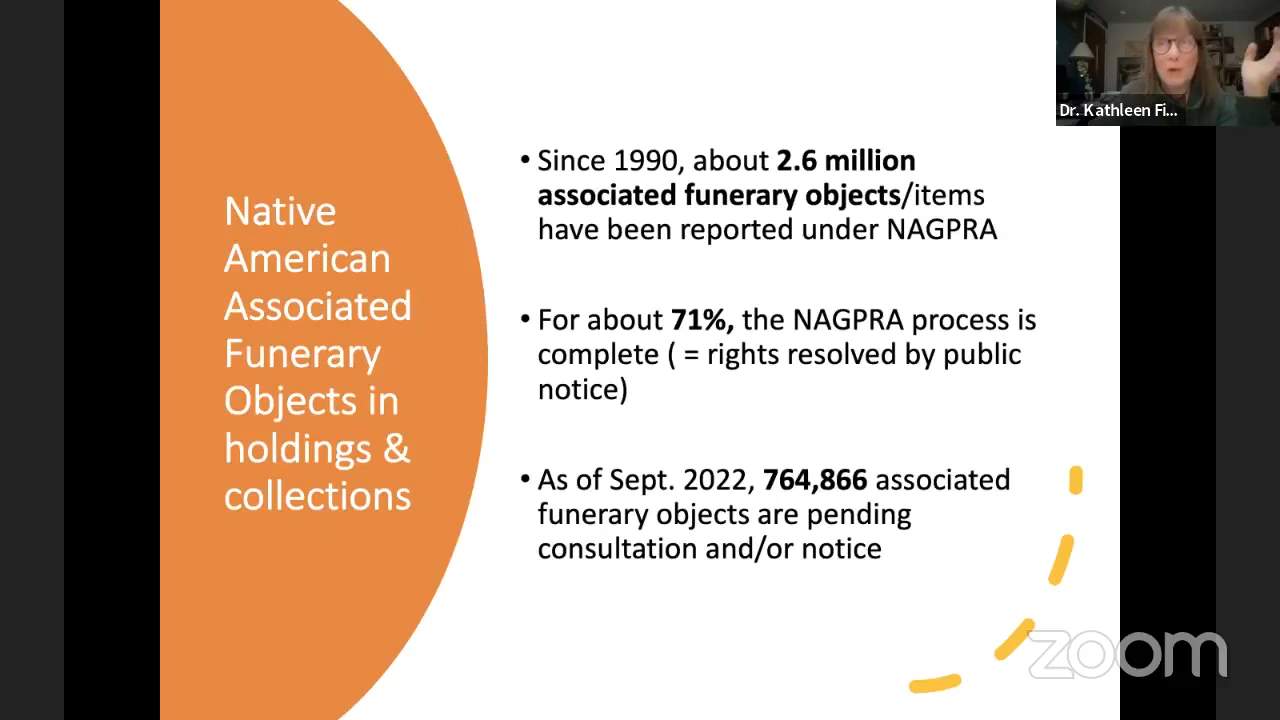 Dr. Kathleen Fi...
Native
American
Associated
Funerary
Objects in
holdings &
collections
• Since 1990, about 2.6 million
associated funerary objects/items
have been reported under NAGPRA
• For about 71%, the NAGPRA process is
complete ( = rights resolved by public
notice)
• As of Sept. 2022, 764,866 associated
funerary objects are pending
consultation and/or notice
zoom